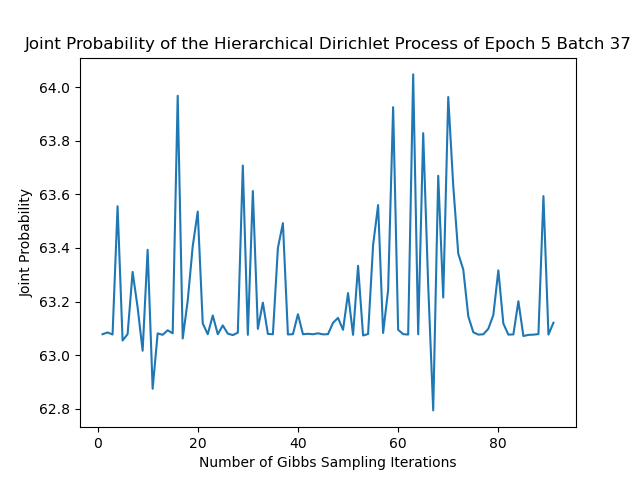 Joint Probability of the Hierarchical Dirichlet Process of Epoch 5 Batch 37
64.0
63.8
63.6
63.4
63.2
63.0
62.8
Joint Probability
0 20 40 60 80
Number of Gibbs Sampling Iterations